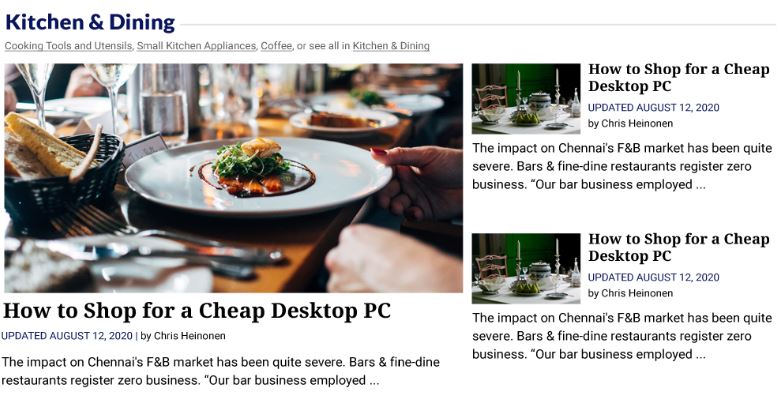 Kitchen & Dining
Cooking Tools and Utensils, Small Kitchen Appliances, Coffee, or see all in Kitchen & Dining
How to Shop for a Cheap Desktop PC
UPDATED AUGUST 12, 2020 | by Chris Heinonen
The impact on Chennai's F&B market has been quite severe. Bars & fine-dine
restaurants register zero business. “Our bar business employed ...
How to Shop for a Cheap
Desktop PC
UPDATED AUGUST 12, 2020
by Chris Heinonen
The impact on Chennai's F&B market has been quite
severe. Bars & fine-dine restaurants register zero
business. “Our bar business employed ...
How to Shop for a Cheap
Desktop PC
UPDATED AUGUST 12, 2020
by Chris Heinonen
The impact on Chennai's F&B market has been quite
severe. Bars & fine-dine restaurants register zero
business. “Our bar business employed ...